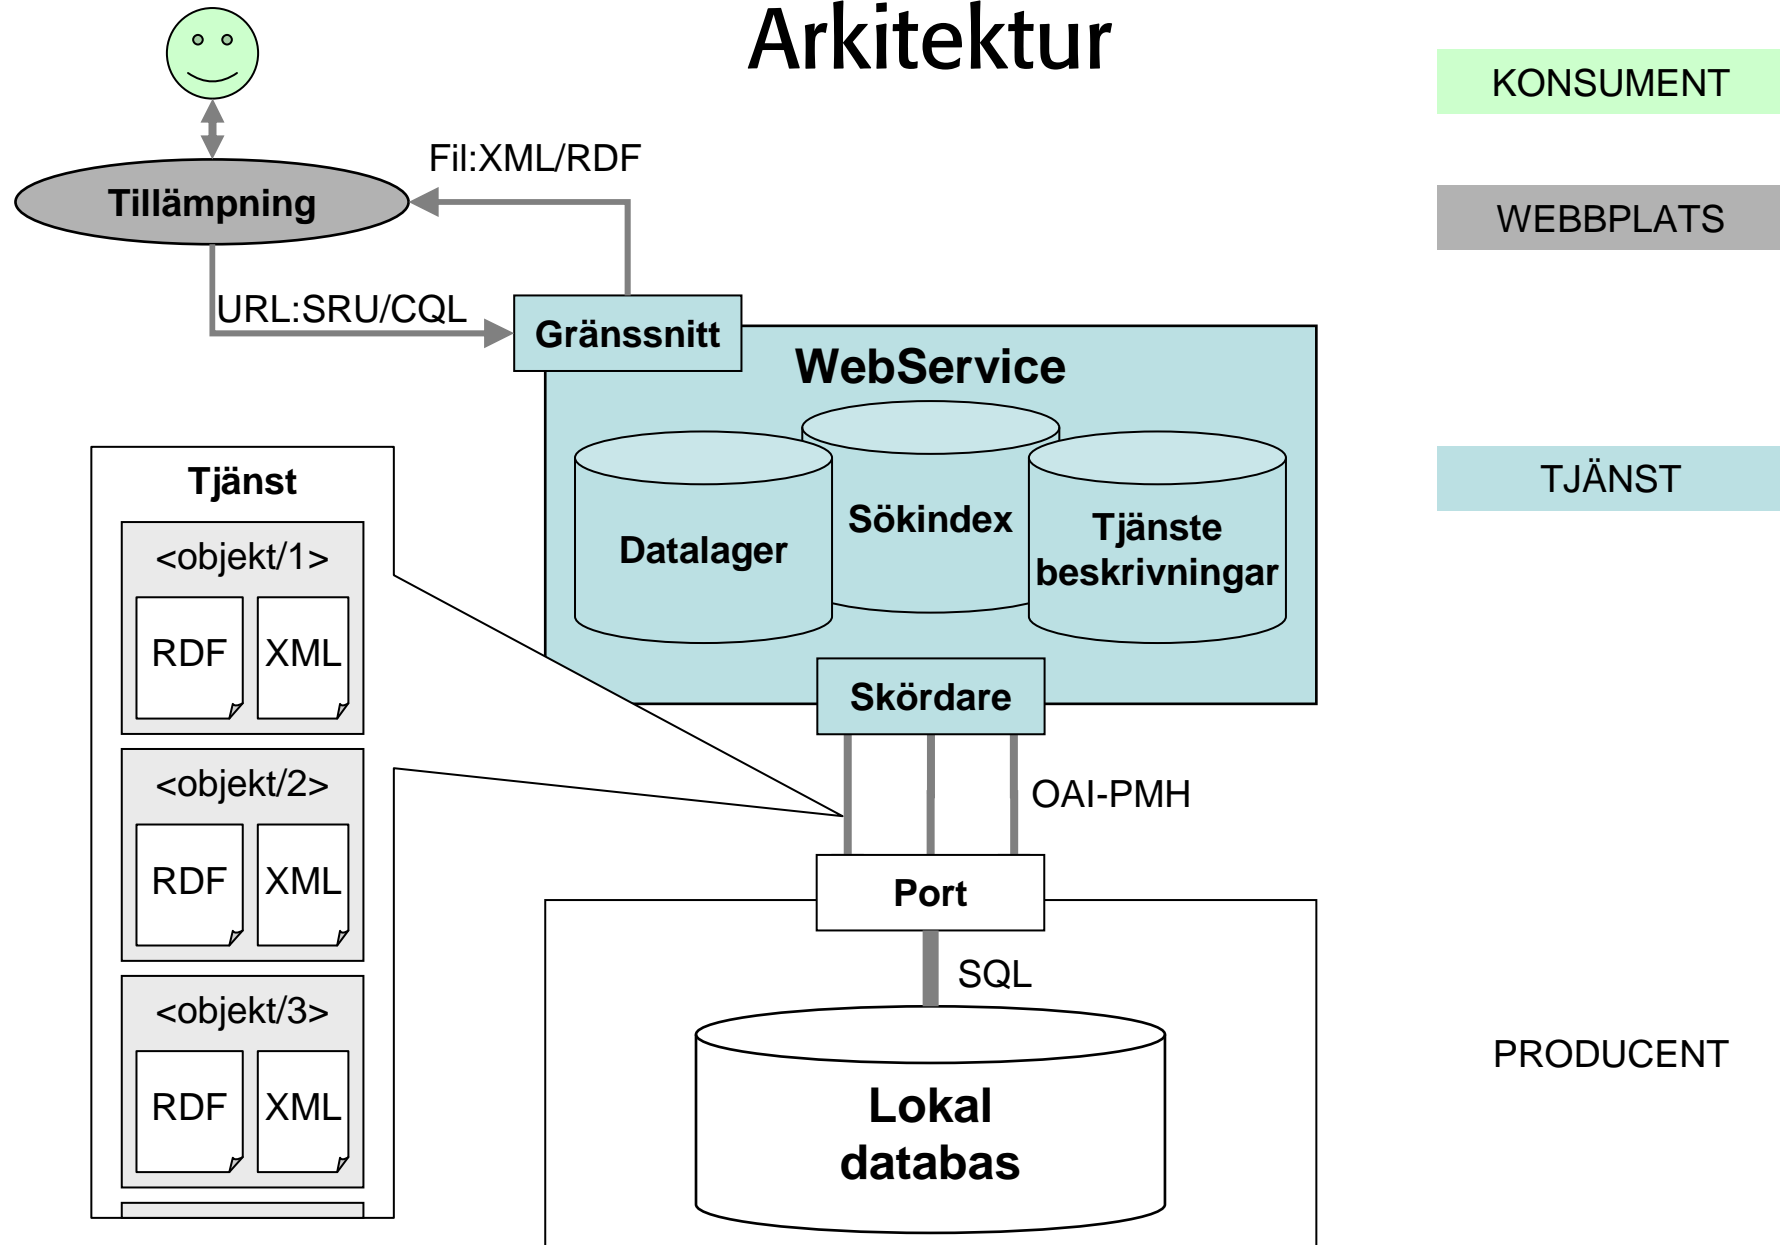 Arkitektur
KONSUMENT
Fil:XML/RDF
Tillämpning
WEBBPLATS
URL:SRU/CQL
Gränssnitt
WebService
Datalager
Sökindex
Tjänste
beskrivningar
TJÄNST
Tjänst
<objekt/1>
RDF XML
<objekt/2>
RDF XML
<objekt/3>
RDF XML
Skördare
OAI-PMH
Port
SQL
Lokal
databas
PRODUCENT